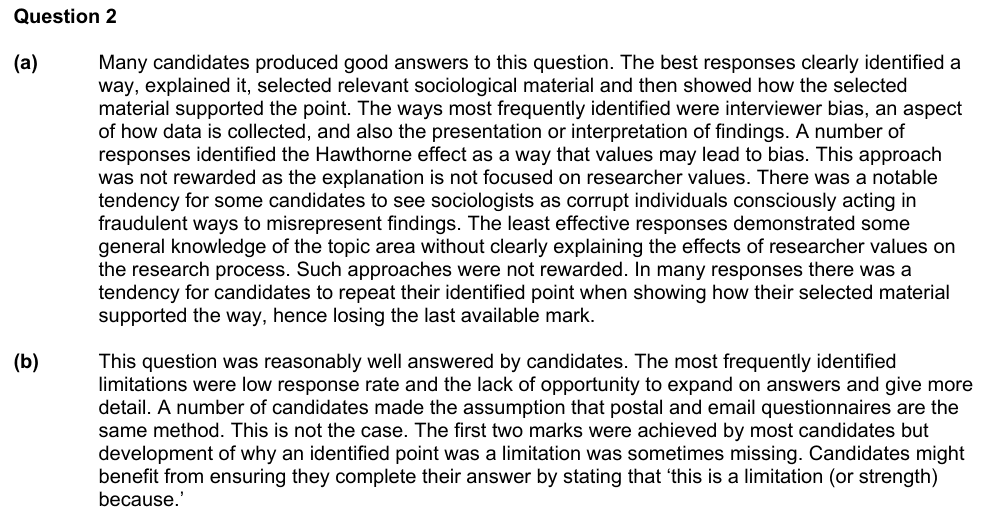 Question 2
(a) Many candidates produced good answers to this question. The best responses clearly identified a
way, explained it, selected relevant sociological material and then showed how the selected
material supported the point. The ways most frequently identified were interviewer bias, an aspect
of how data is collected, and also the presentation or interpretation of findings. A number of
responses identified the Hawthorne effect as a way that values may lead to bias. This approach
was not rewarded as the explanation is not focused on researcher values. There was a notable
tendency for some candidates to see sociologists as corrupt individuals consciously acting in
fraudulent ways to misrepresent findings. The least effective responses demonstrated some
general knowledge of the topic area without clearly explaining the effects of researcher values on
the research process. Such approaches were not rewarded. In many responses there was a
tendency for candidates to repeat their identified point when showing how their selected material
supported the way, hence losing the last available mark.
(b) This question was reasonably well answered by candidates. The most frequently identified
limitations were low response rate and the lack of opportunity to expand on answers and give more
detail. A number of candidates made the assumption that postal and email questionnaires are the
same method. This is not the case. The first two marks were achieved by most candidates but
development of why an identified point was a limitation was sometimes missing. Candidates might
benefit from ensuring they complete their answer by stating that ‘this is a limitation (or strength)
because.’